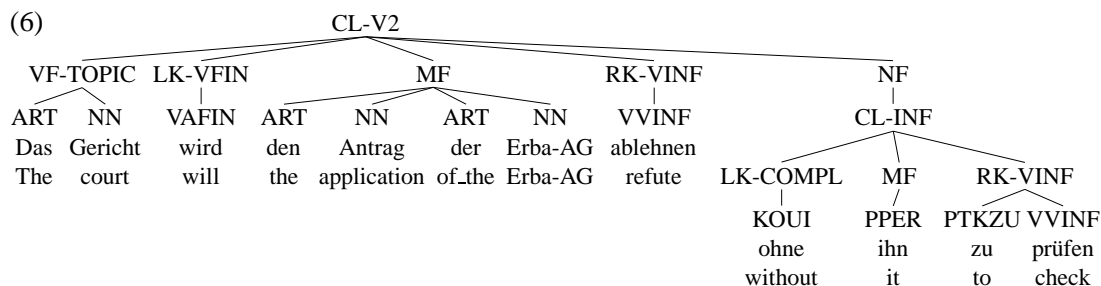 (6) CL-V2
VF-TOPIC LK-VFIN MF RK-VINF NF
ART NN VAFIN ART NN ART NN VVINF CL-INF
Das Gericht wird den Antrag der Erba-AG ablehnen
The court will the application of_the Erba-AG refute
LK-COMPL MF RK-VINF
KOUI PPER PTKZU VVINF
ohne ihn zu prüfen
without it to check